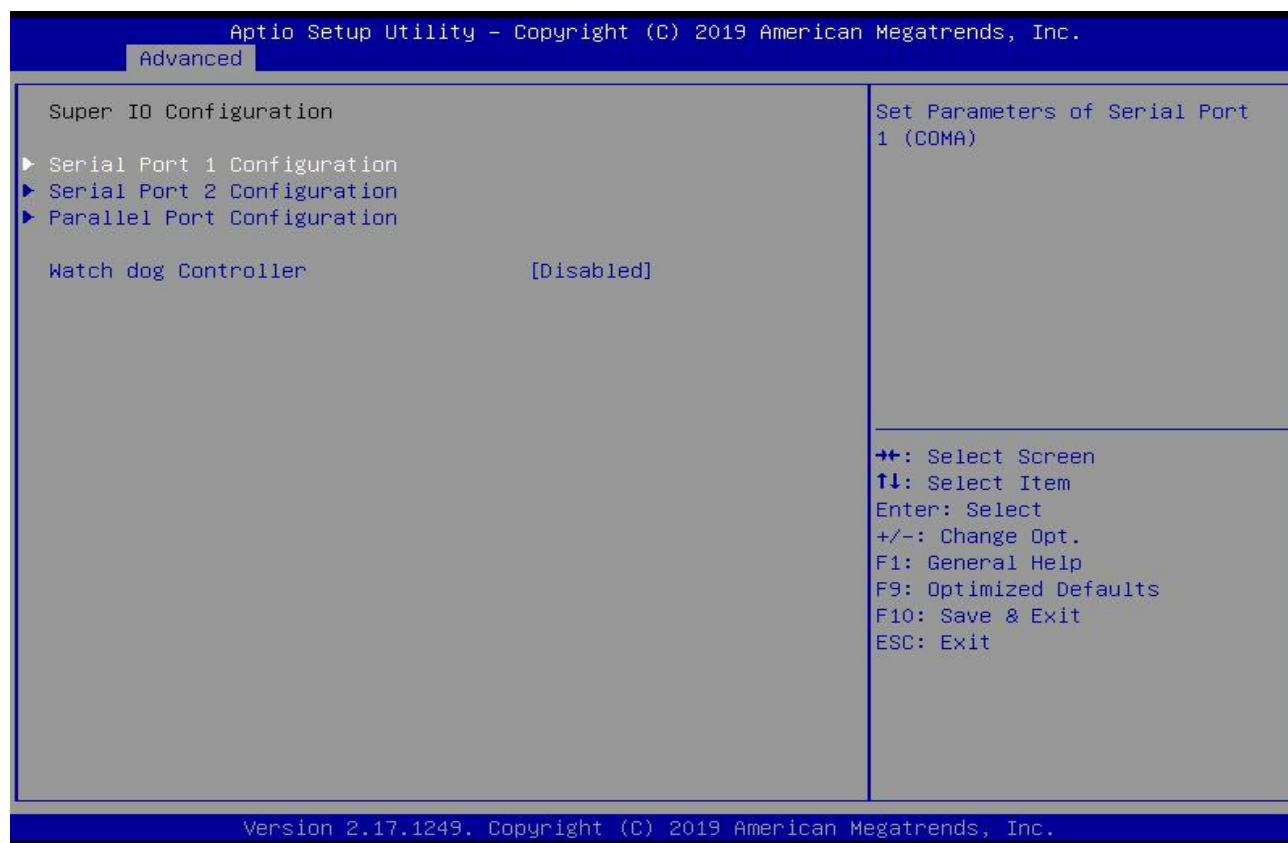 Aptio Setup Utility – Copyright (C) 2019 American Megatrends, Inc.
Advanced
Super IO Configuration
▶ Serial Port 1 Configuration
▶ Serial Port 2 Configuration
▶ Parallel Port Configuration
Watch dog Controller [Disabled]
Set Parameters of Serial Port
1 (COMA)
→←: Select Screen
↑↓: Select Item
Enter: Select
+/-: Change Opt.
F1: General Help
F9: Optimized Defaults
F10: Save & Exit
ESC: Exit
Version 2.17.1249. Copyright (C) 2019 American Megatrends, Inc.